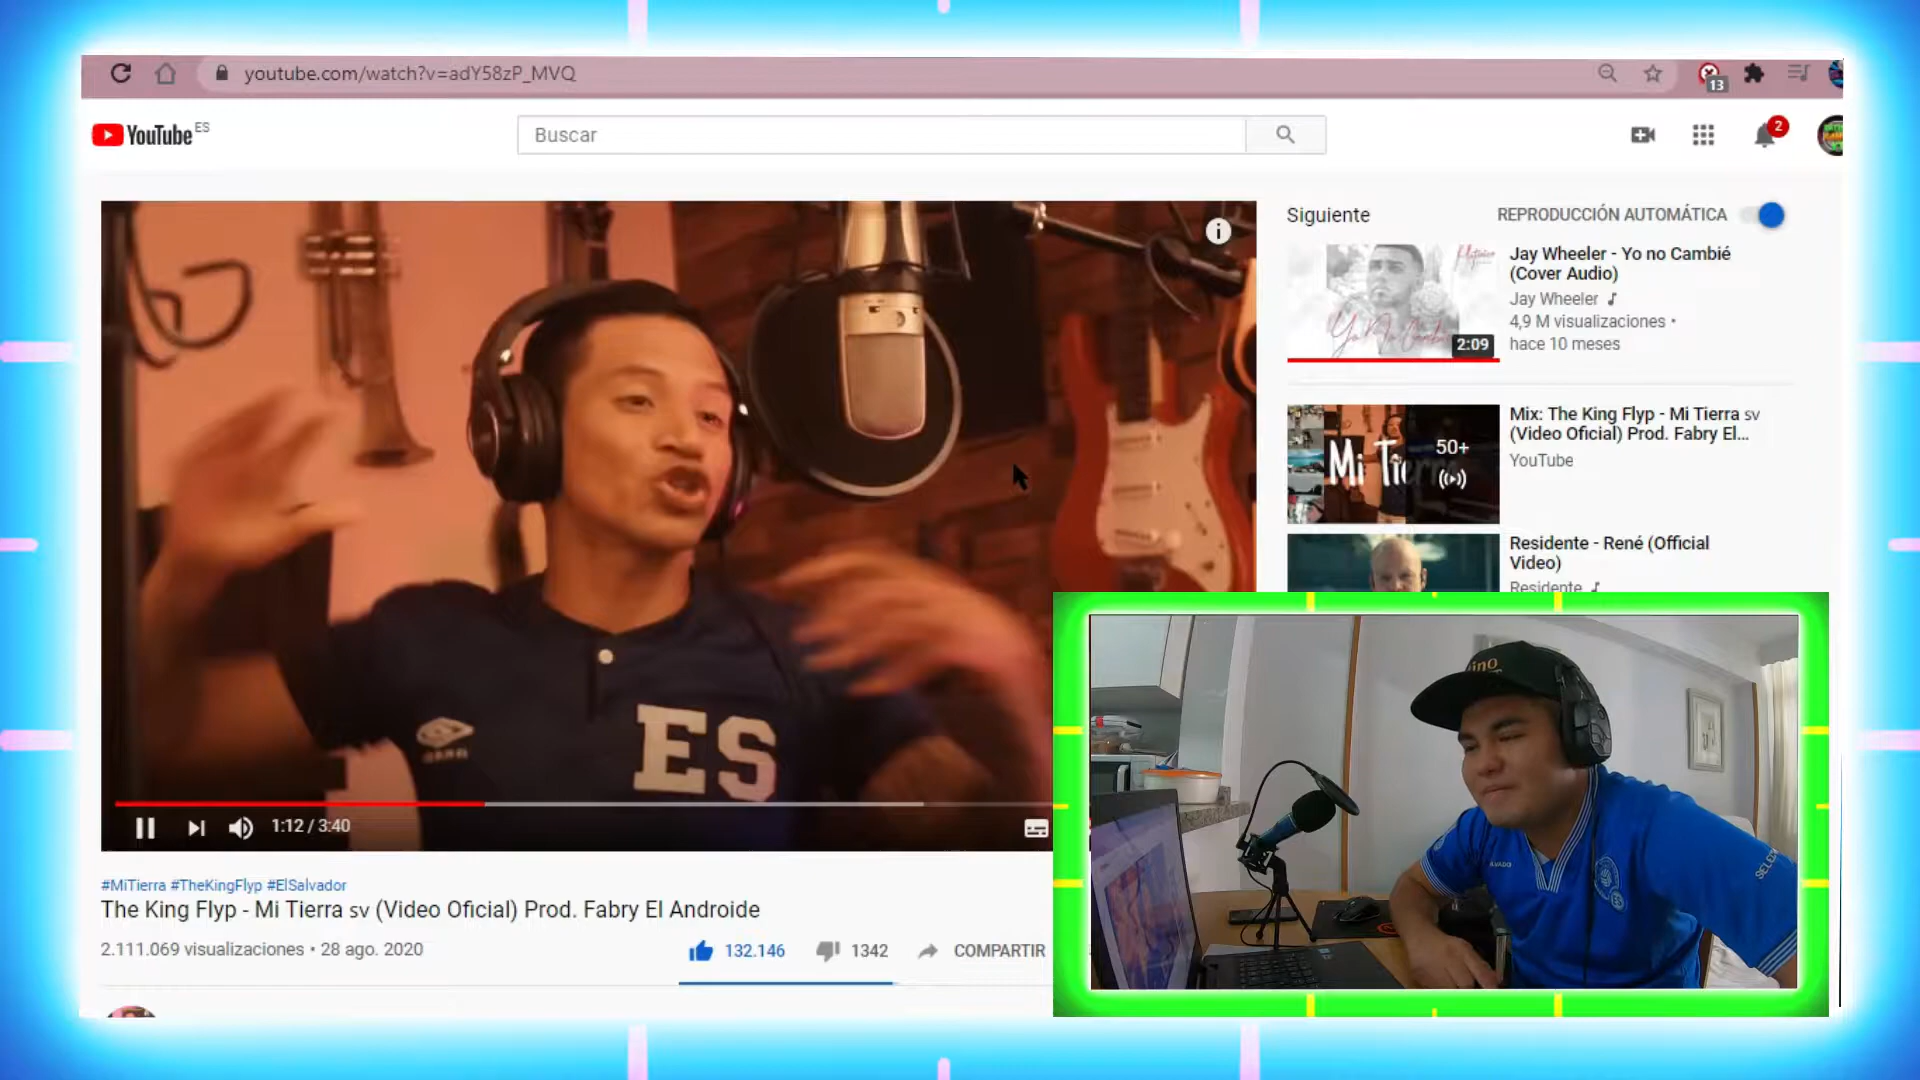 youtube.com/watch?v=adY58zP_MVQ
13
YouTube ES
Buscar
2
Siguiente
REPRODUCCIÓN AUTOMÁTICA
Jay Wheeler - Yo no Cambié
(Cover Audio)
Jay Wheeler
4,9 M visualizaciones •
hace 10 meses
2:09
Mi
50+
Mix: The King Flyp - Mi Tierra sv
(Video Oficial) Prod. Fabry El...
YouTube
Residente - René (Official
Video)
Residente
ES
1:12 / 3:40
#MiTierra #TheKingFlyp #ElSalvador
The King Flyp - Mi Tierra sv (Video Oficial) Prod. Fabry El Androide
2.111.069 visualizaciones • 28 ago. 2020
132.146
1342
COMPARTIR